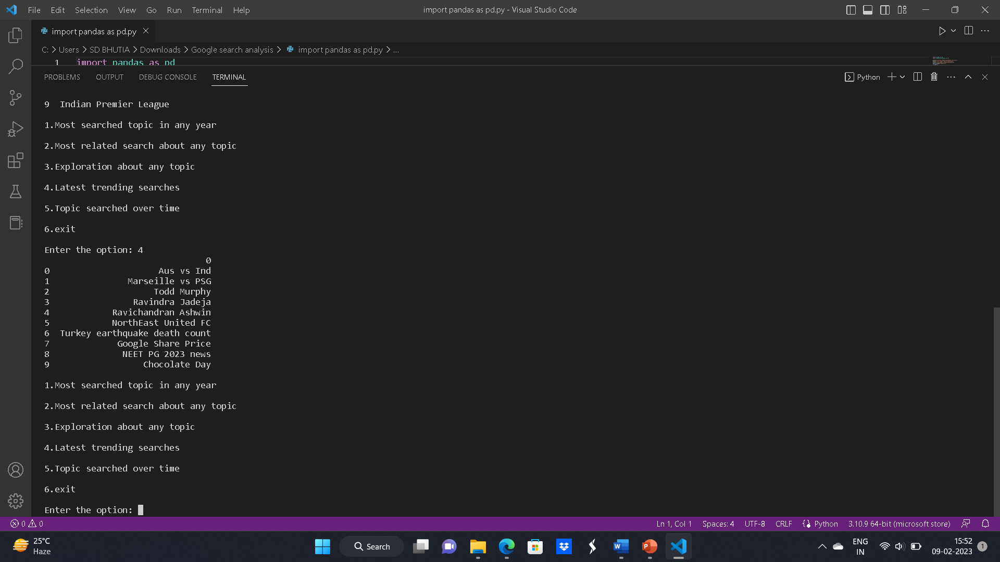 File Edit Selection View Go Run Terminal Help
import pandas as pd.py - Visual Studio Code
import pandas as pd.py
C: > Users > SD BHUTIA > Downloads > Google search analysis > import pandas as pd.py > ...
1 import pandas as pd
PROBLEMS OUTPUT DEBUG CONSOLE TERMINAL
Python
9  Indian Premier League
1.Most searched topic in any year
2.Most related search about any topic
3.Exploration about any topic
4.Latest trending searches
5.Topic searched over time
6.exit
Enter the option: 4
0
0 Aus vs Ind
1 Marseille vs PSG
2 Todd Murphy
3 Ravindra Jadeja
4 Ravichandran Ashwin
5 NorthEast United FC
6 Turkey earthquake death count
7 Google Share Price
8 NEET PG 2023 news
9 Chocolate Day
1.Most searched topic in any year
2.Most related search about any topic
3.Exploration about any topic
4.Latest trending searches
5.Topic searched over time
6.exit
Enter the option:
0 0
Ln 1, Col 1 Spaces: 4 UTF-8 CRLF Python 3.10.9 64-bit (microsoft store)
25°C
Haze
Search
ENG
IN
15:52
09-02-2023
1